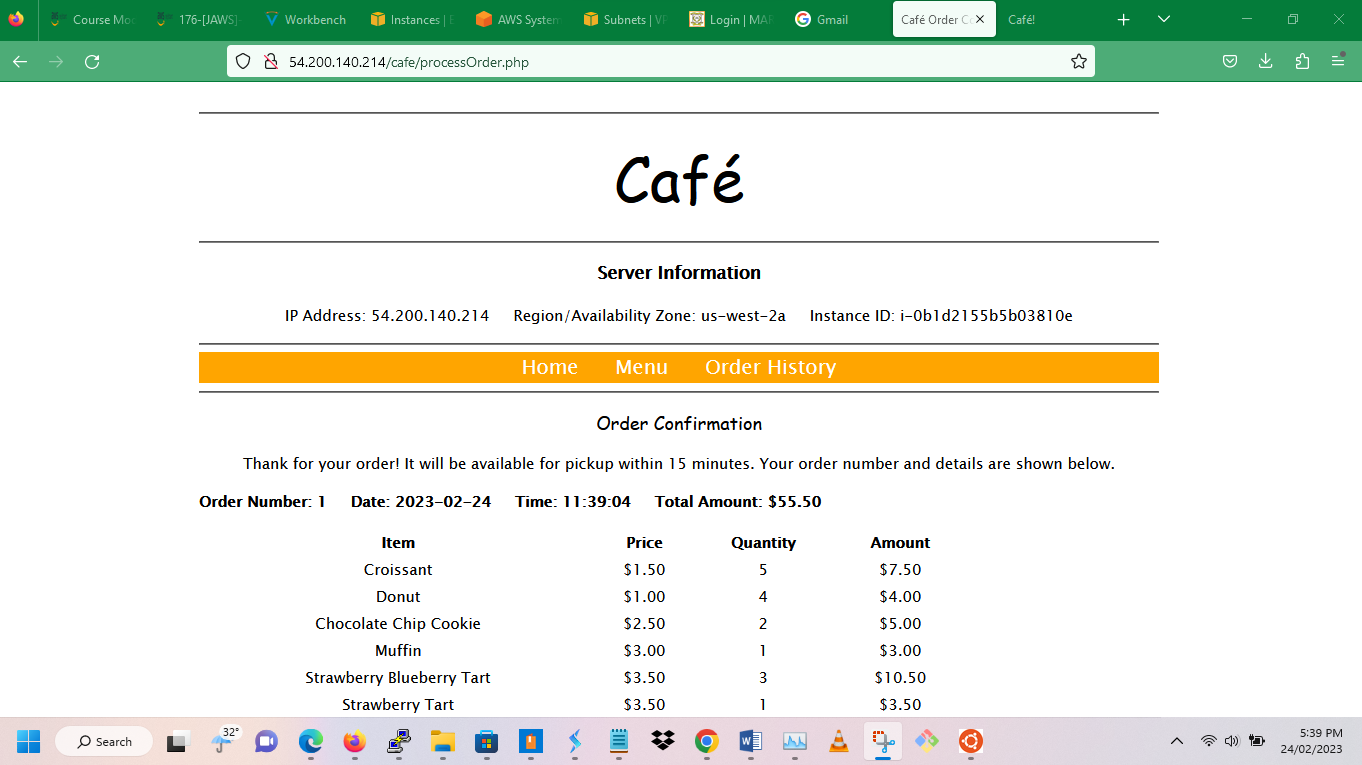 Course Mo
176-[JAWS]-
Workbench
Instances | E
AWS System
Subnets | VP
Login | MAR
Gmail
Café Order Co
Café!
54.200.140.214/cafe/processOrder.php
Café
Server Information
IP Address: 54.200.140.214 Region/Availability Zone: us-west-2a Instance ID: i-0b1d2155b5b03810e
Home Menu Order History
Order Confirmation
Thank for your order! It will be available for pickup within 15 minutes. Your order number and details are shown below.
Order Number: 1 Date: 2023-02-24 Time: 11:39:04 Total Amount: $55.50
Item Price Quantity Amount
Croissant $1.50 5 $7.50
Donut $1.00 4 $4.00
Chocolate Chip Cookie $2.50 2 $5.00
Muffin $3.00 1 $3.00
Strawberry Blueberry Tart $3.50 3 $10.50
Strawberry Tart $3.50 1 $3.50
Search
32°
5:39 PM
24/02/2023